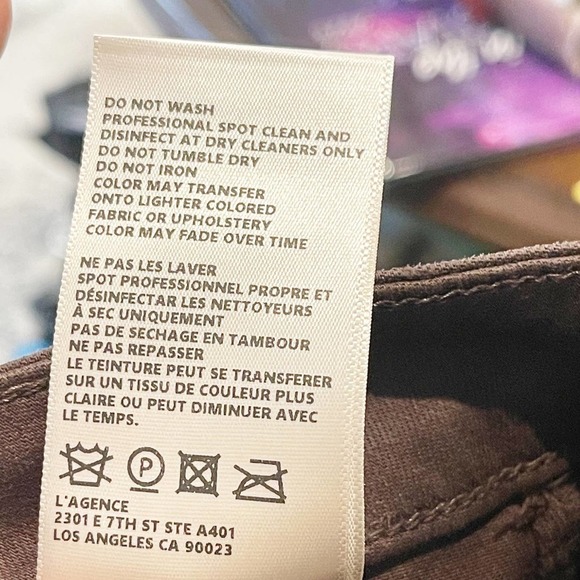 DO NOT WASH
PROFESSIONAL SPOT CLEAN AND
DISINFECT AT DRY CLEANERS ONLY
DO NOT TUMBLE DRY
DO NOT IRON
COLOR MAY TRANSFER
ONTO LIGHTER COLORED
FABRIC OR UPHOLSTERY
COLOR MAY FADE OVER TIME
NE PAS LES LAVER
SPOT PROFESSIONNEL PROPRE ET
DÉSINFECTAR LES NETTOYEURS
À SEC UNIQUEMENT
PAS DE SECHAGE EN TAMBOUR
NE PAS REPASSER
LE TEINTURE PEUT SE TRANSFERER
SUR UN TISSU DE COULEUR PLUS
CLAIRE OU PEUT DIMINUER AVEC
LE TEMPS.
P
L'AGENCE
2301 E 7TH ST STE A401
LOS ANGELES CA 90023